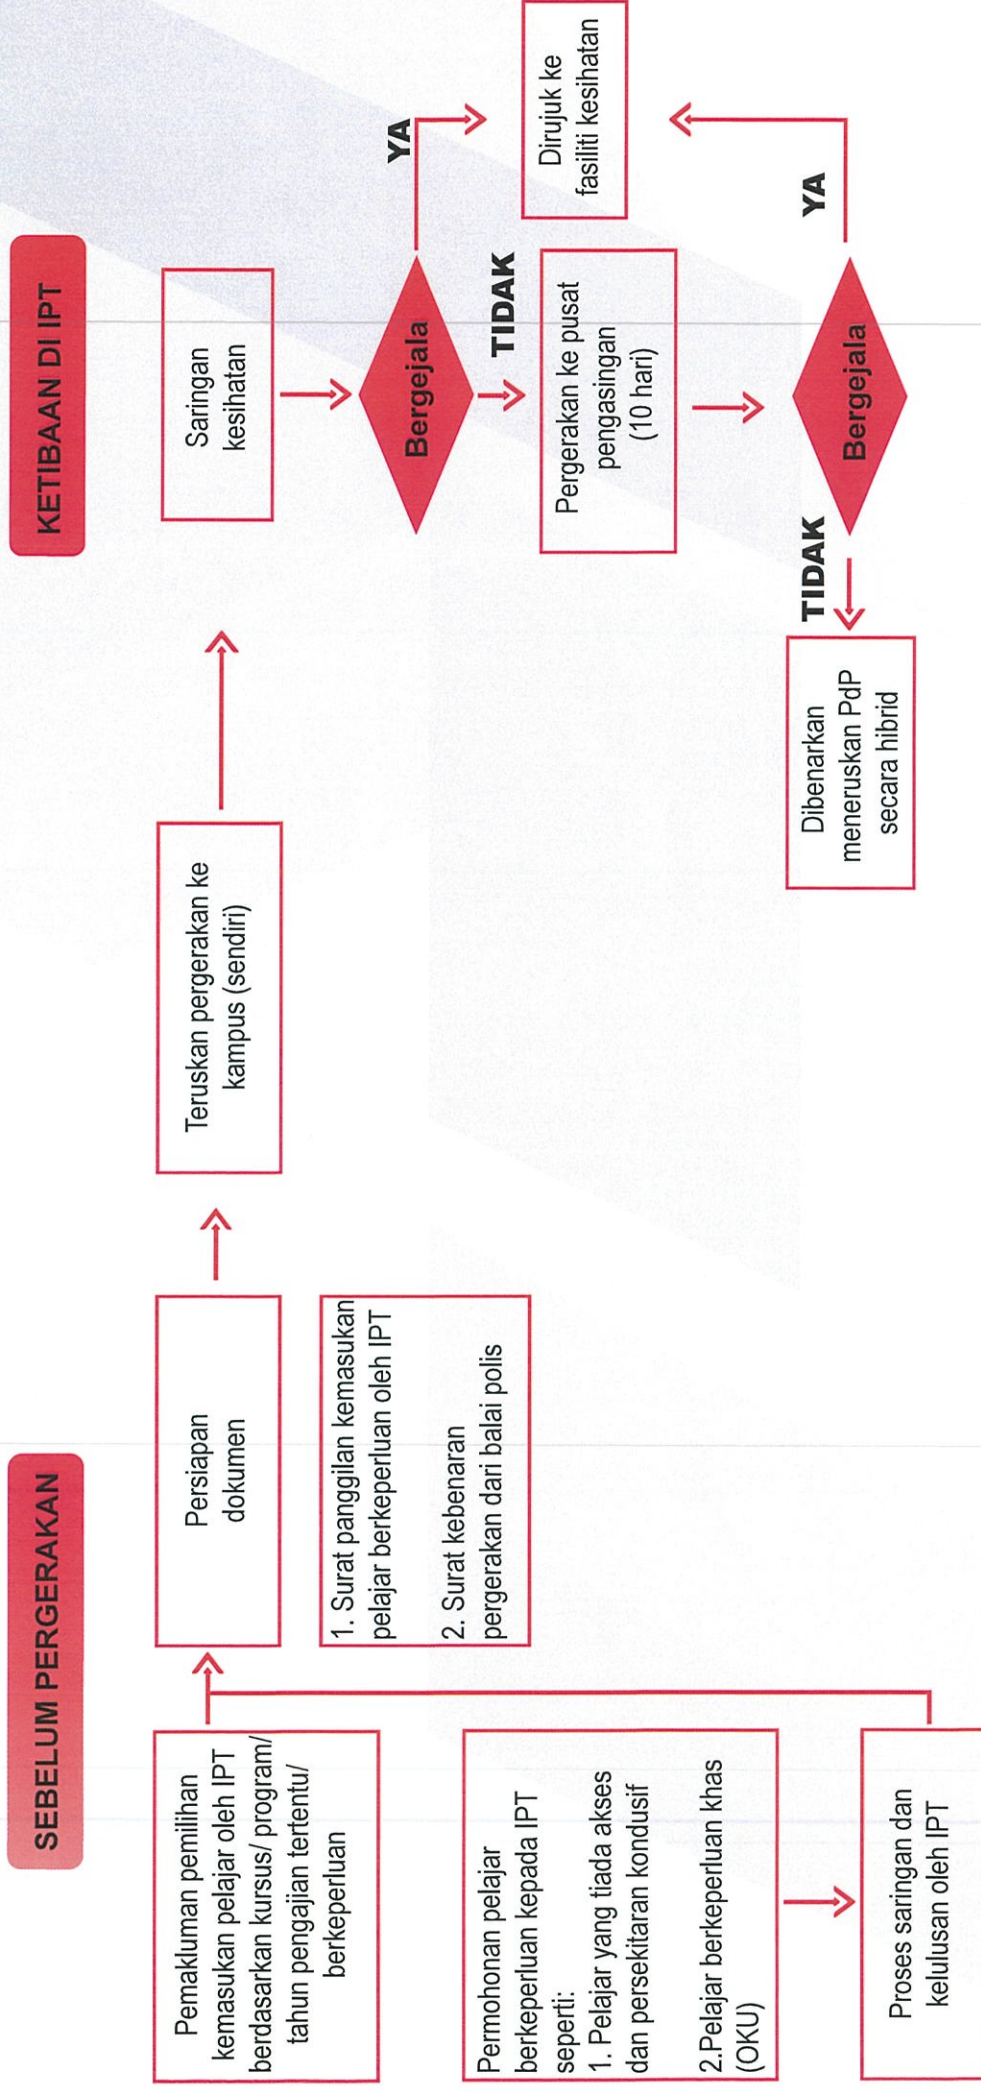 SEBELUM PERGERAKAN
Pemakluman pemilihan
kemasukan pelajar oleh IPT
berdasarkan kursus/ program/
tahun pengajian tertentu/
berkeperluan
Permohonan pelajar
berkeperluan kepada IPT
seperti:
1. Pelajar yang tiada akses
dan persekitaran kondusif
2.Pelajar berkeperluan khas
(OKU)
Proses saringan dan
kelulusan oleh IPT
Persiapan
dokumen
1. Surat panggilan kemasukan
pelajar berkeperluan oleh IPT
2. Surat kebenaran
pergerakan dari balai polis
Teruskan pergerakan ke
kampus (sendiri)
KETIBAAN DI IPT
Saringan
kesihatan
Bergejala
YA
Dirujuk ke
fasiliti kesihatan
TIDAK
Pergerakan ke pusat
pengasingan
(10 hari)
Bergejala
YA
TIDAK
Dibenarkan
meneruskan PdP
secara hibrid